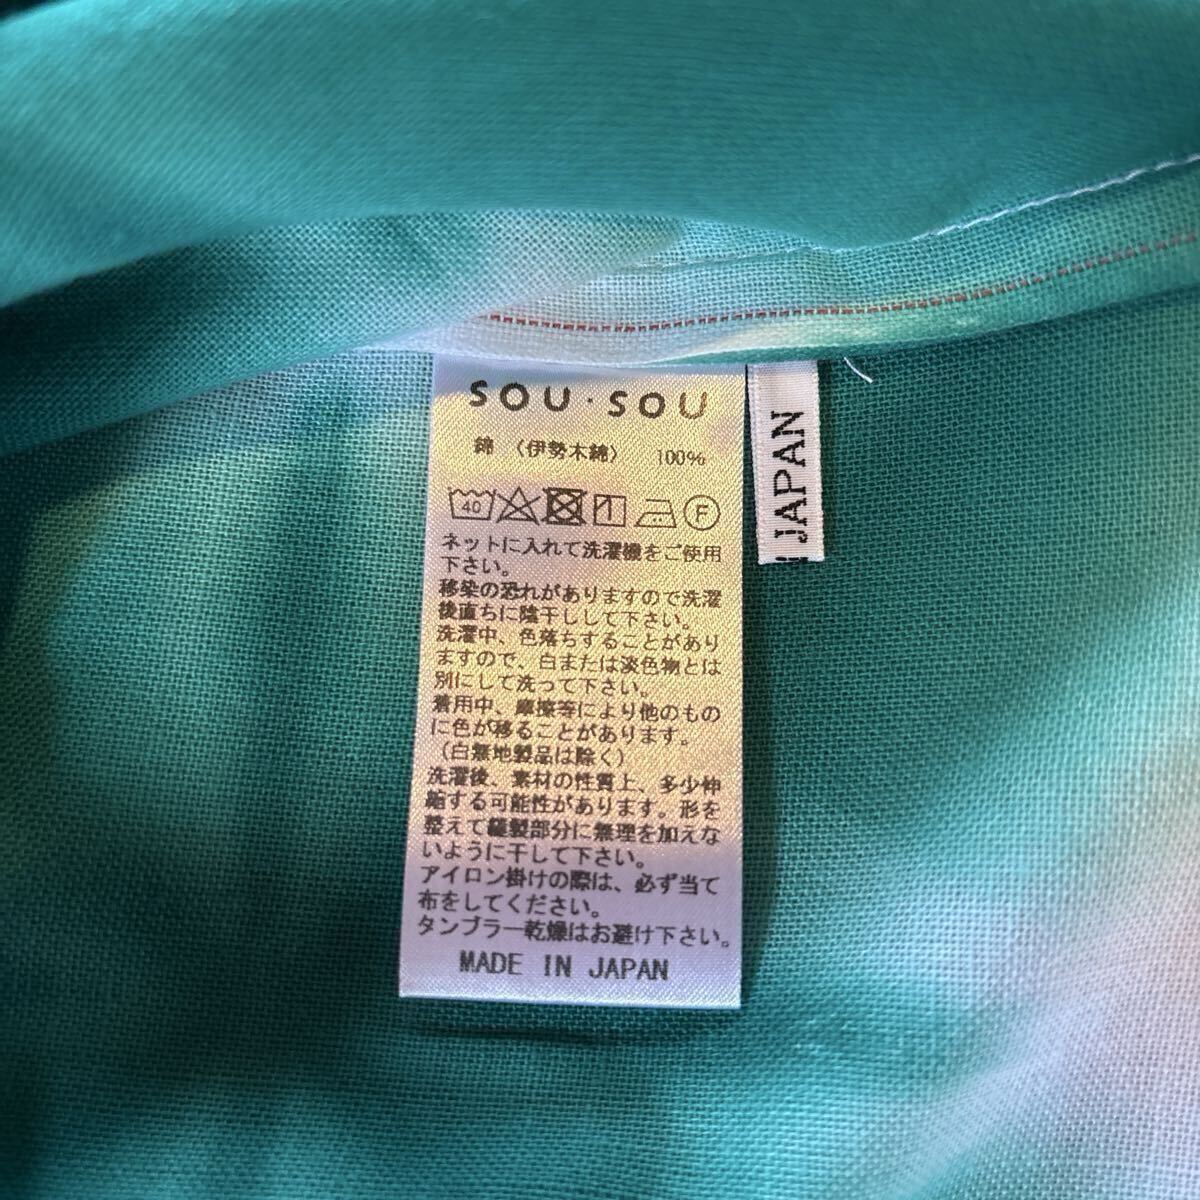 SOU・SOU
綿 (伊勢木綿) 100%
40 F
ネットに入れて洗濯機をご使用
下さい。
移染の恐れがありますので洗濯
後直ちに陰干しして下さい。
洗濯中、色落ちすることがあり
ますので、白または淡色物とは
別にして洗って下さい。
着用中、摩擦等により他のもの
に色が移ることがあります。
(白無地製品は除く)
洗濯後、素材の性質上、多少伸
縮する可能性があります。形を
整えて縫製部分に無理を加えな
いように干して下さい。
アイロン掛けの際は、必ず当て
布をしてください。
タンブラー乾燥はお避け下さい。
MADE IN JAPAN
JAPAN